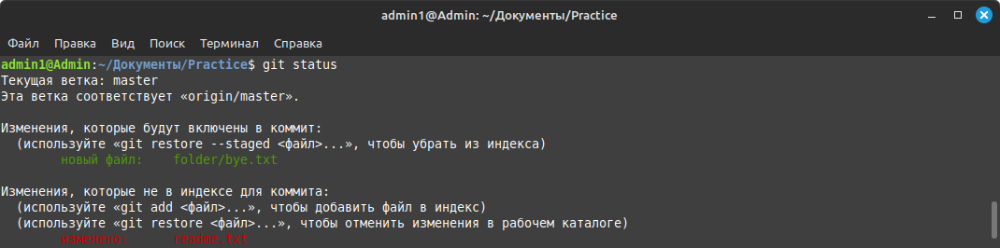 admin1@Admin: ~/Документы/Practice
Файл Правка Вид Поиск Терминал Справка
admin1@Admin:~/Документы/Practice$ git status
Текущая ветка: master
Эта ветка соответствует «origin/master».
Изменения, которые будут включены в коммит:
(используйте «git restore --staged <файл>...», чтобы убрать из индекса)
новый файл: folder/bye.txt
Изменения, которые не в индексе для коммита:
(используйте «git add <файл>...», чтобы добавить файл в индекс)
(используйте «git restore <файл>...», чтобы отменить изменения в рабочем каталоге)
изменено: readme.txt